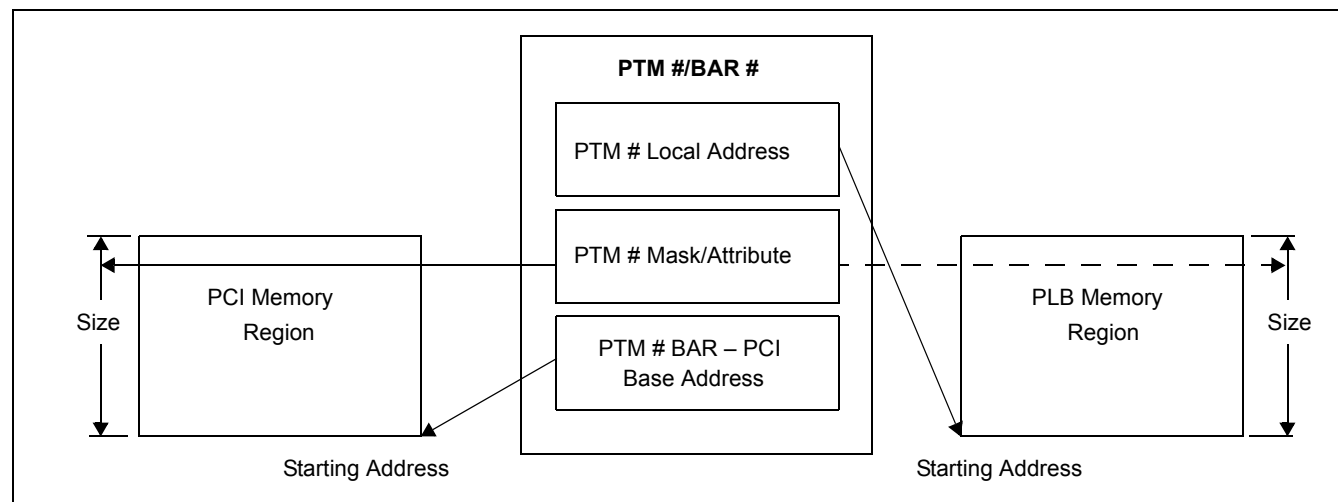 PTM #/BAR #
PTM # Local Address
PTM # Mask/Attribute
PCI Memory
Region
PLB Memory
Region
Size
Size
PTM # BAR – PCI
Base Address
Starting Address
Starting Address